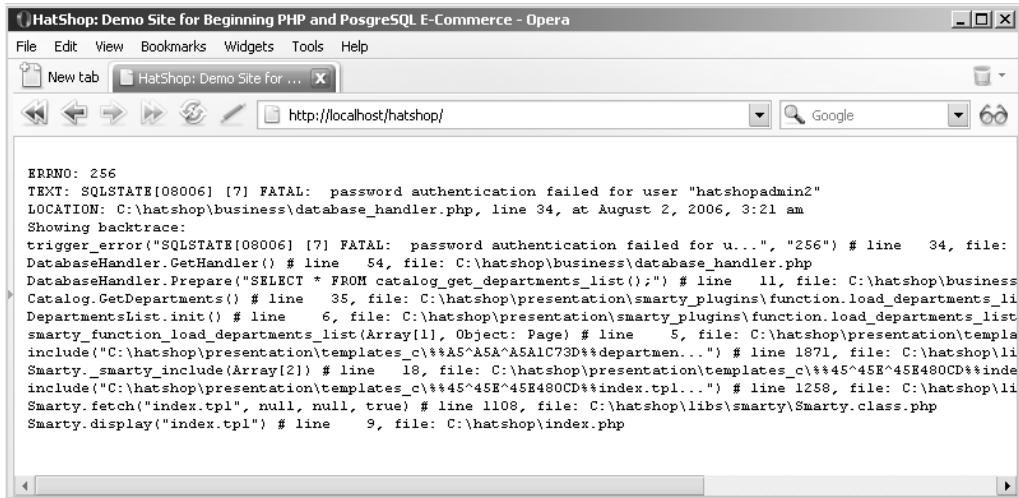 HatShop: Demo Site for Beginning PHP and PosgreSQL E-Commerce - Opera
File Edit View Bookmarks Widgets Tools Help
New tab HatShop: Demo Site for ...
http://localhost/hatshop/ Google
ERRNO: 256
TEXT: SQLSTATE[08006] [7] FATAL:  password authentication failed for user "hatshopadmin2"
LOCATION: C:\hatshop\business\database_handler.php, line 34, at August 2, 2006, 3:21 am
Showing backtrace:
trigger_error("SQLSTATE[08006] [7] FATAL:  password authentication failed for u...", "256") # line   34, file:
DatabaseHandler.GetHandler() # line   54, file: C:\hatshop\business\database_handler.php
DatabaseHandler.Prepare("SELECT * FROM catalog_get_departments_list();") # line   11, file: C:\hatshop\business
Catalog.GetDepartments() # line   35, file: C:\hatshop\presentation\smarty_plugins\function.load_departments_li
DepartmentsList.init() # line    6, file: C:\hatshop\presentation\smarty_plugins\function.load_departments_list
smarty_function_load_departments_list(Array[1], Object: Page) # line    5, file: C:\hatshop\presentation\templa
include("C:\hatshop\presentation\templates_c\%%A5^A5A^A5A1C73D%%departmen...") # line 1871, file: C:\hatshop\li
Smarty._smarty_include(Array[2]) # line   18, file: C:\hatshop\presentation\templates_c\%%45^45E^45E480CD%%inde
include("C:\hatshop\presentation\templates_c\%%45^45E^45E480CD%%index.tpl...") # line 1258, file: C:\hatshop\li
Smarty.fetch("index.tpl", null, null, true) # line 1108, file: C:\hatshop\libs\smarty\Smarty.class.php
Smarty.display("index.tpl") # line    9, file: C:\hatshop\index.php